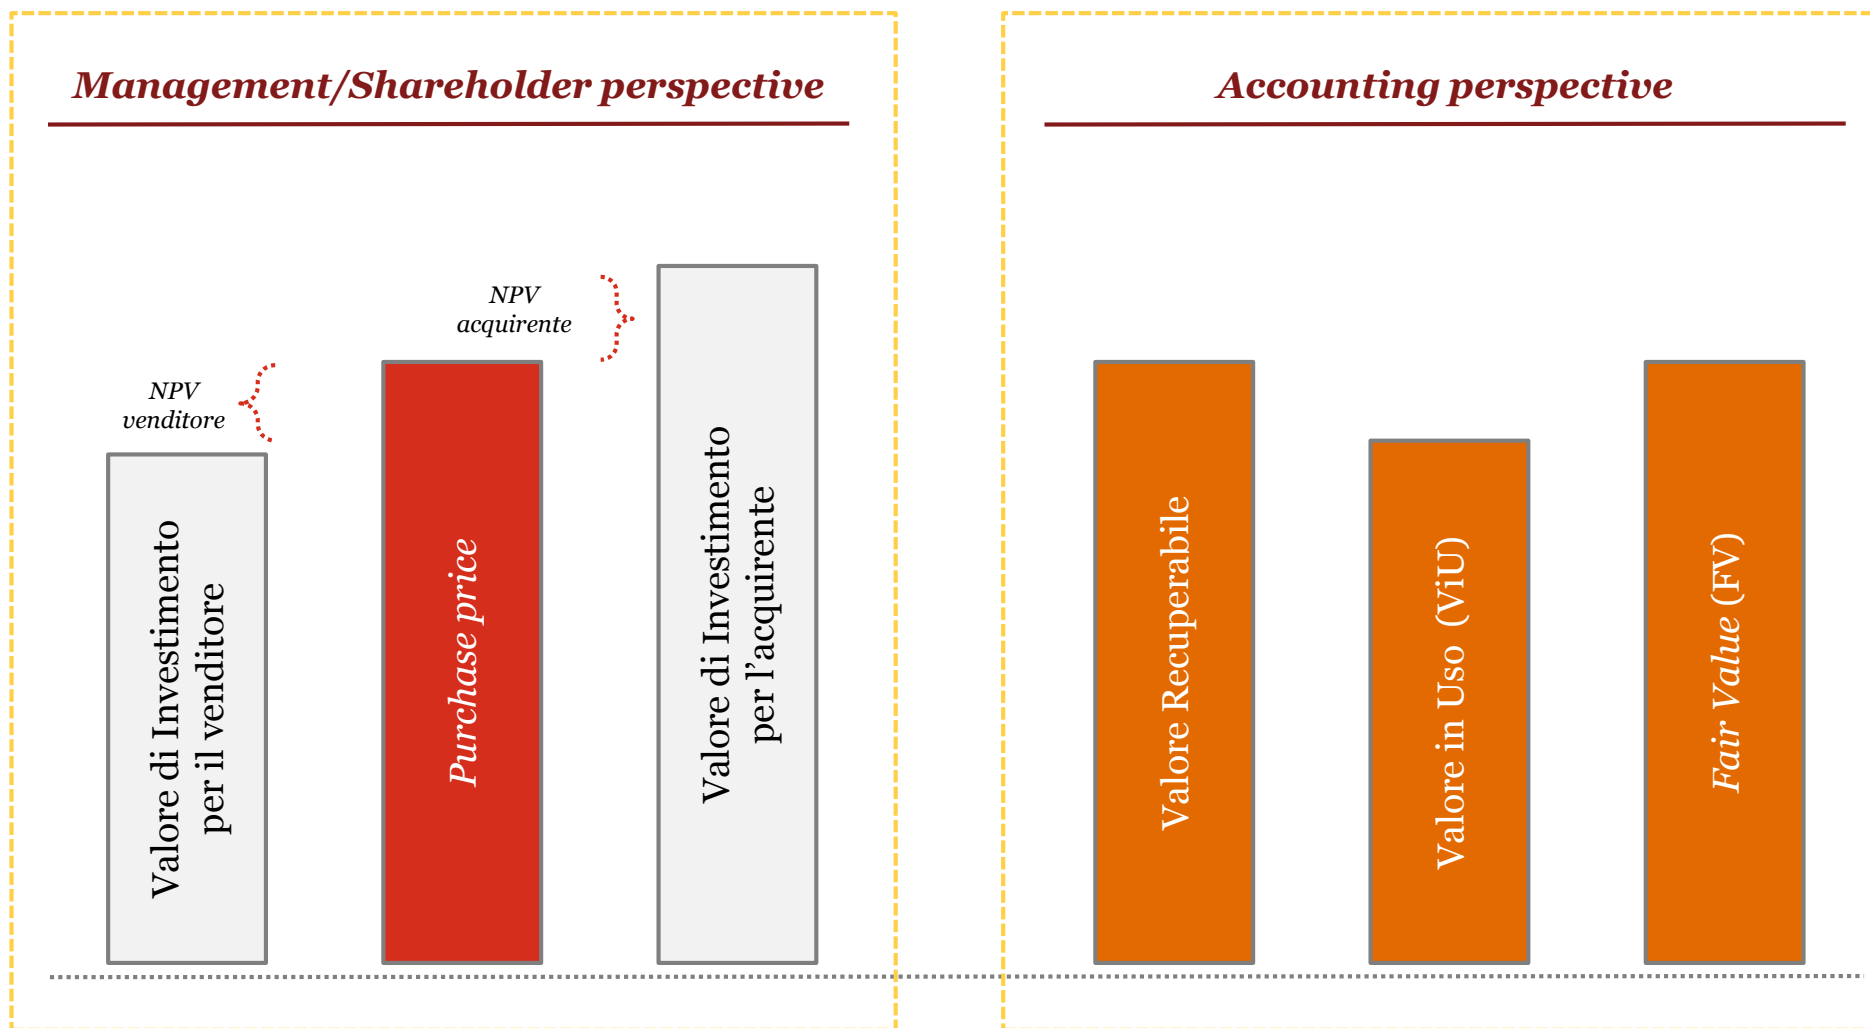 Management/Shareholder perspective
NPV
venditore
NPV
acquirente
Valore di Investimento
per il venditore
Purchase price
Valore di Investimento
per l’acquirente
Accounting perspective
Valore Recuperabile
Valore in Uso (ViU)
Fair Value (FV)